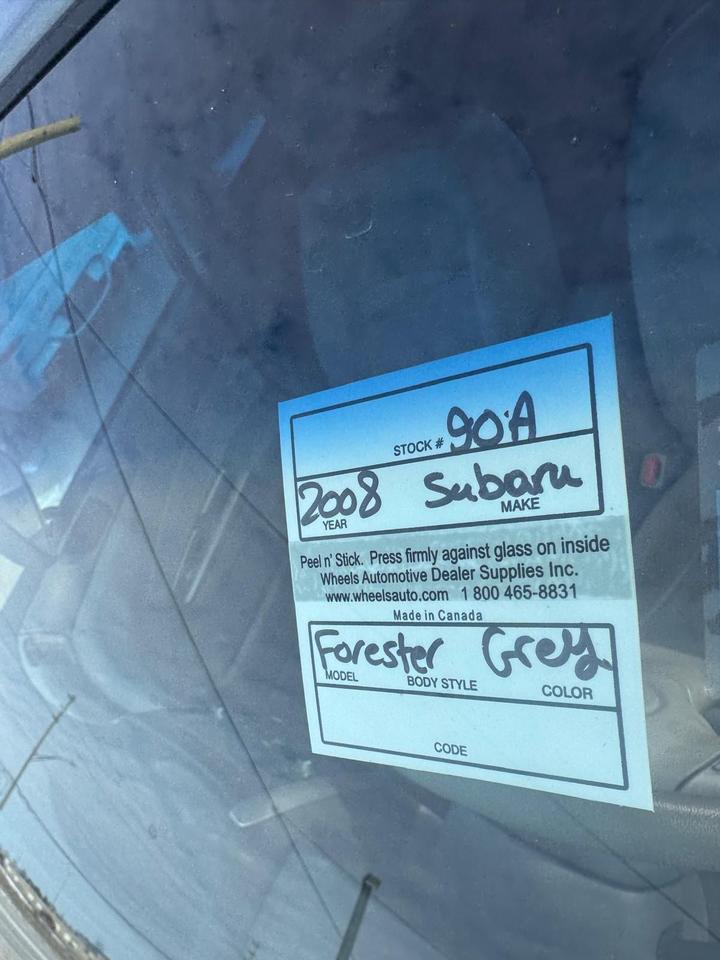 STOCK # 90A
2008 Subaru
YEAR MAKE
Peel n' Stick. Press firmly against glass on inside
Wheels Automotive Dealer Supplies Inc.
www.wheelsauto.com 1 800 465-8831
Made in Canada
Forester Grey
MODEL BODY STYLE COLOR
CODE